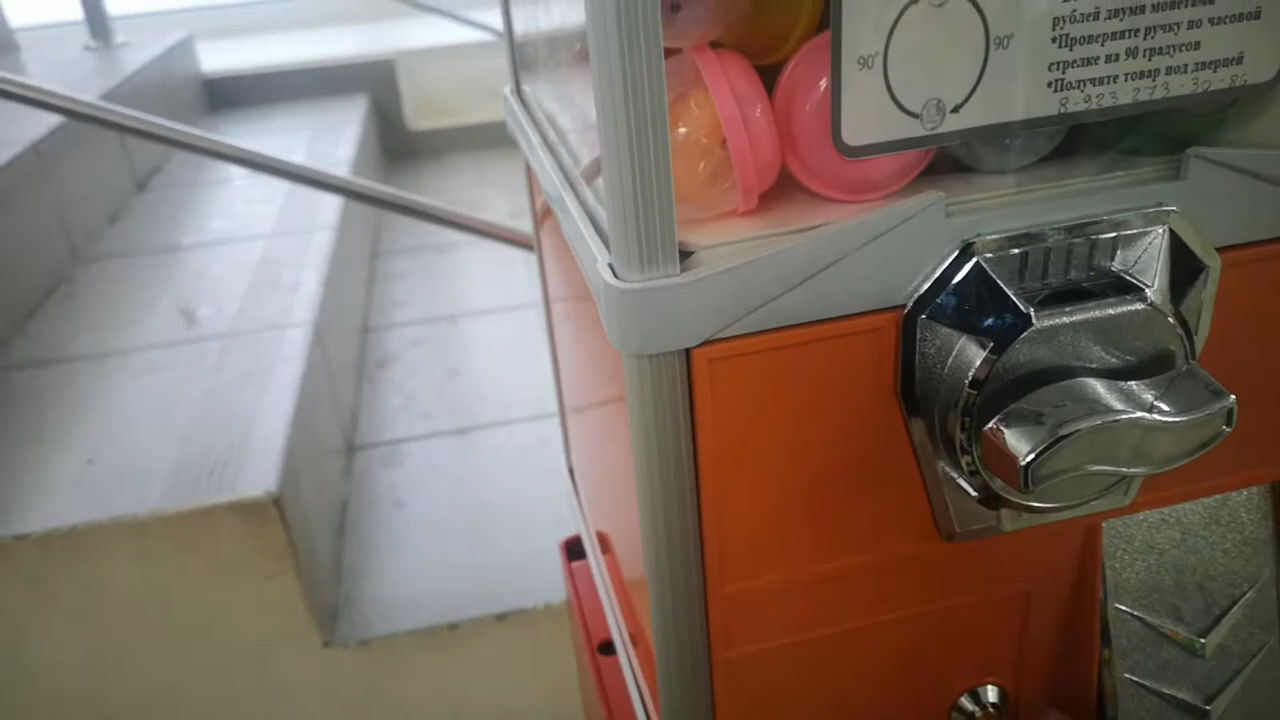 рублей двумя монетами
90°
90°
*Проверните ручку по часовой
стрелке на 90 градусов
*Получите товар под дверцей
8-923-273-30-86